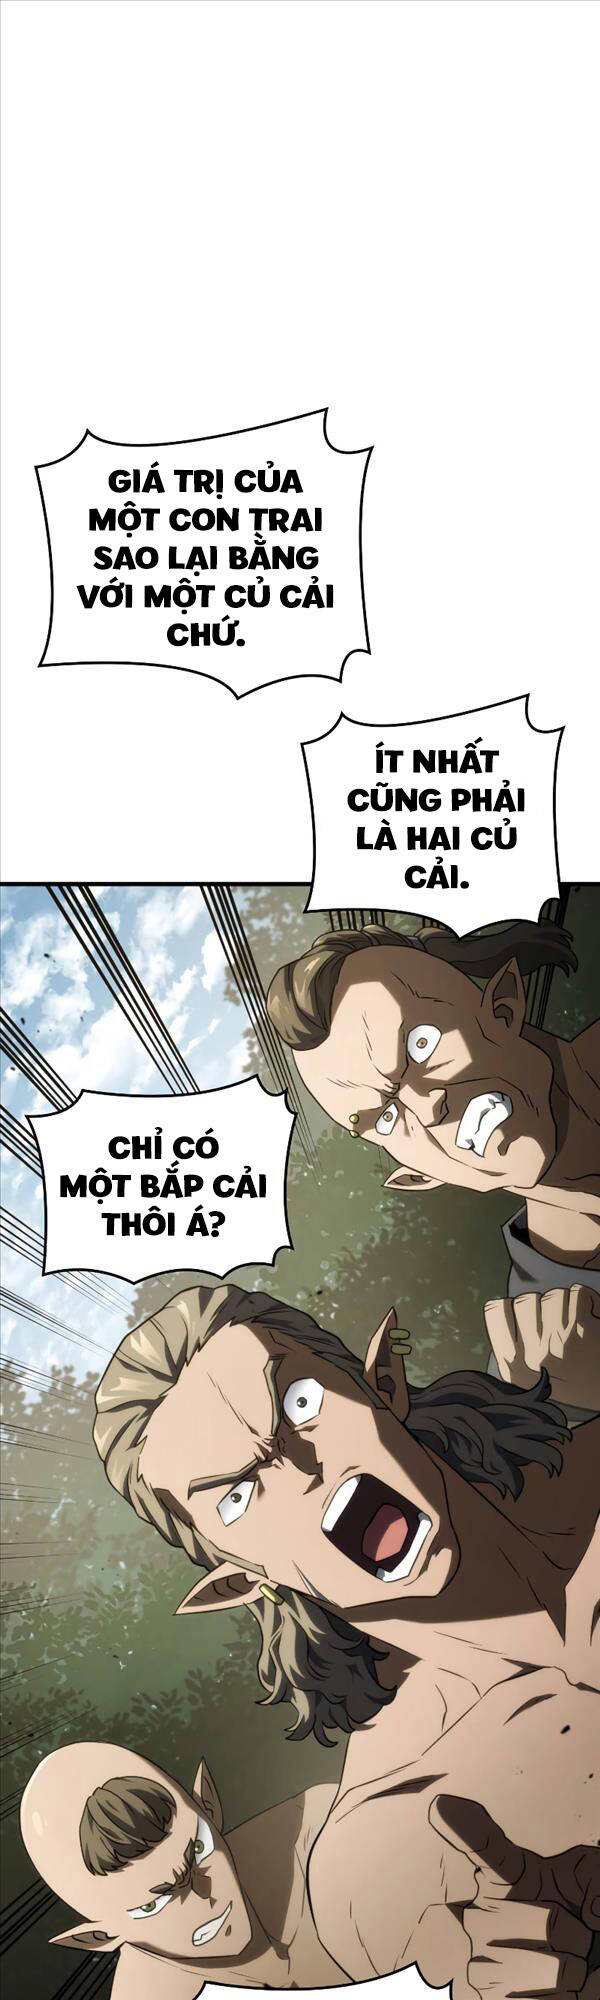 GIÁ TRỊ CỦA
MỘT CON TRAI
SAO LẠI BẰNG
VỚI MỘT CỦ CẢI
CHỨ.
ÍT NHẤT
CŨNG PHẢI
LÀ HAI CỦ
CẢI.
CHỈ CÓ
MỘT BẮP CẢI
THÔI Á?